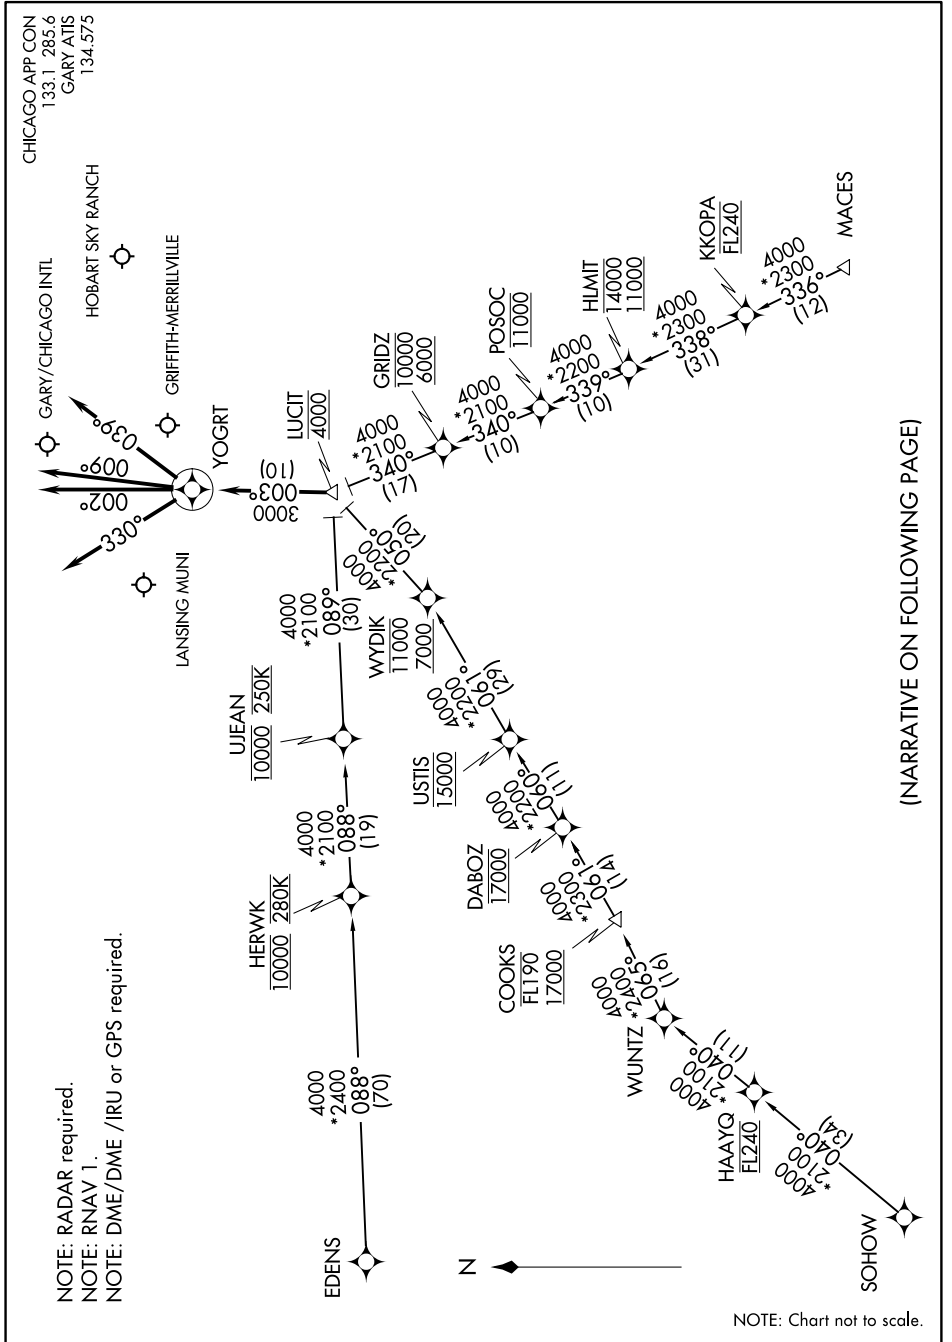 CHICAGO APP CON
133.1 285.6
GARY ATIS
134.575
NOTE: RADAR required.
NOTE: RNAV 1.
NOTE: DME/DME /IRU or GPS required.
GARY/CHICAGO INTL
HOBART SKY RANCH
GRIFFITH-MERRILLVILLE
LANSING MUNI
330°
002°
009°
039°
YOGRT
3000
003°
(10)
LUCIT
4000
EDENS
4000
*2400
088°
(70)
HERWK
10000 280K
4000
*2100
088°
(19)
UJEAN
10000 250K
4000
*2100
089°
(30)
SOHOW
4000
*2100
040°
(34)
HAAYQ
FL240
4000
*2100
040°
(11)
WUNTZ
4000
*2400
065°
(16)
COOKS
FL190
17000
4000
*2300
061°
(14)
DABOZ
17000
4000
*2200
060°
(11)
USTIS
15000
4000
*2200
061°
(29)
WYDIK
11000
7000
4000
*2200
050°
(20)
MACES
4000
*2300
336°
(12)
KKOPA
FL240
4000
*2300
338°
(31)
HLMIT
14000
11000
4000
*2200
339°
(10)
POSOC
11000
4000
*2100
340°
(10)
GRIDZ
10000
6000
4000
*2100
340°
(17)
N
(NARRATIVE ON FOLLOWING PAGE)
NOTE: Chart not to scale.